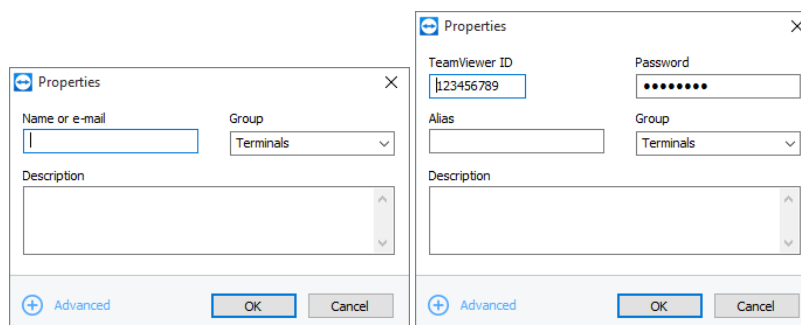 Properties
Name or e-mail
Group
Terminals
Description
Advanced
OK
Cancel
Properties
TeamViewer ID
Password
123456789
••••••••
Alias
Group
Terminals
Description
Advanced
OK
Cancel